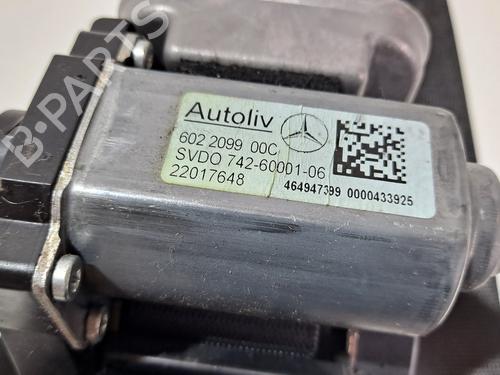 B-PARTS
Autoliv
602 2099 00C
SVDO 742-60001-06
22017648
464947399 0000433925